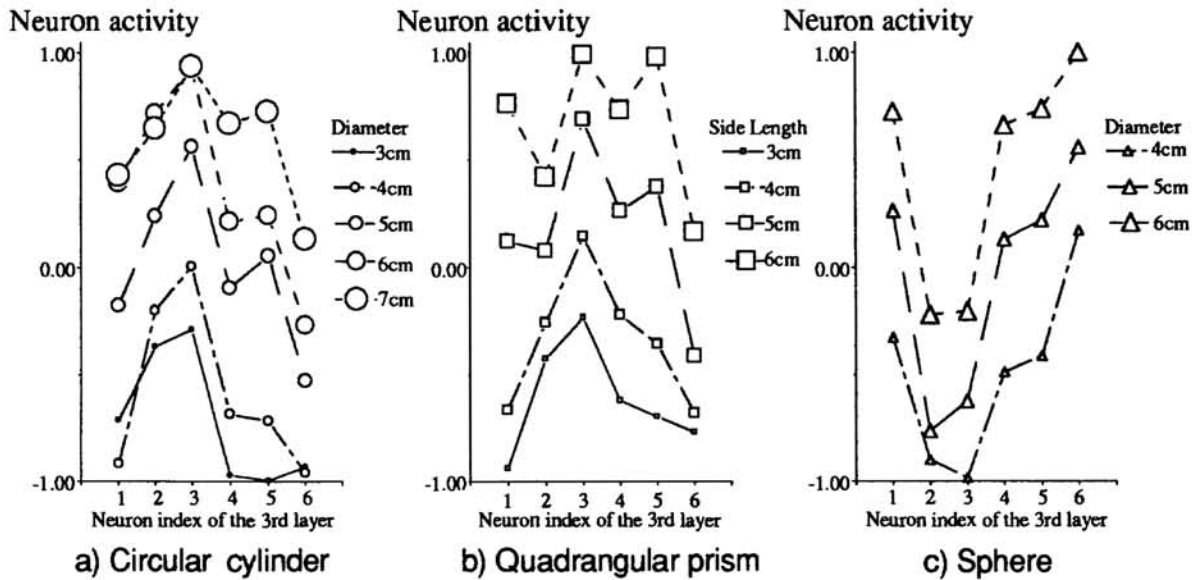 Neuron activity
1.00
0.00
-1.00
Diameter
3cm
-4cm
5cm
6cm
-7cm
1 2 3 4 5 6
Neuron index of the 3rd layer
a) Circular cylinder
Neuron activity
1.00
0.00
-1.00
Side Length
3cm
-4cm
5cm
6cm
1 2 3 4 5 6
Neuron index of the 3rd layer
b) Quadrangular prism
Neuron activity
1.00
0.00
-1.00
Diameter
-4cm
5cm
6cm
1 2 3 4 5 6
Neuron index of the 3rd layer
c) Sphere